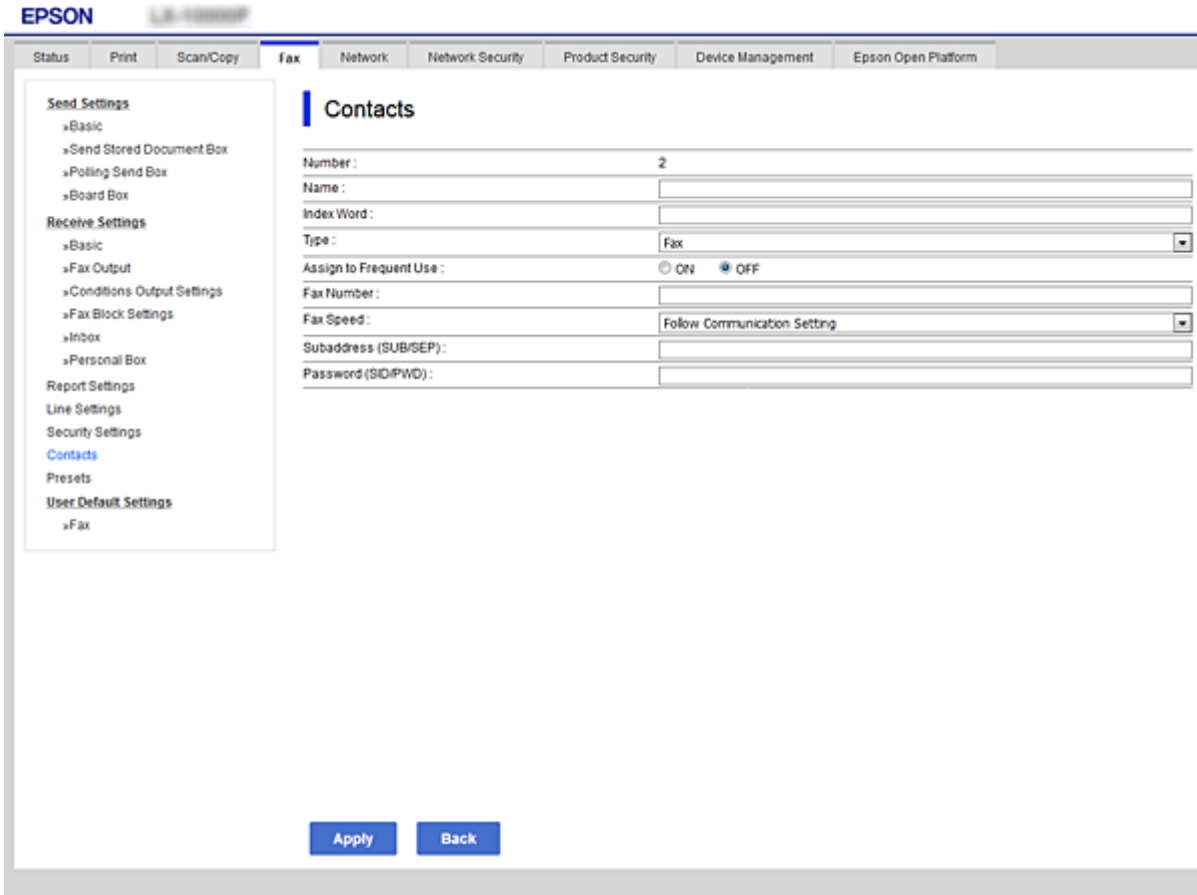 EPSON
Status Print Scan/Copy Fax Network Network Security Product Security Device Management Epson Open Platform
Send Settings
»Basic
»Send Stored Document Box
»Polling Send Box
»Board Box
Receive Settings
»Basic
»Fax Output
»Conditions Output Settings
»Fax Block Settings
»Inbox
»Personal Box
Report Settings
Line Settings
Security Settings
Contacts
Presets
User Default Settings
»Fax
Contacts
Number : 2
Name :
Index Word :
Type : Fax
Assign to Frequent Use : ON OFF
Fax Number :
Fax Speed : Follow Communication Setting
Subaddress (SUB/SEP) :
Password (SID/PWD) :
Apply Back